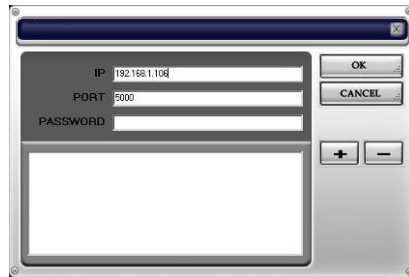 IP 192.168.1.106
PORT 5000
PASSWORD
OK
CANCEL
+ -